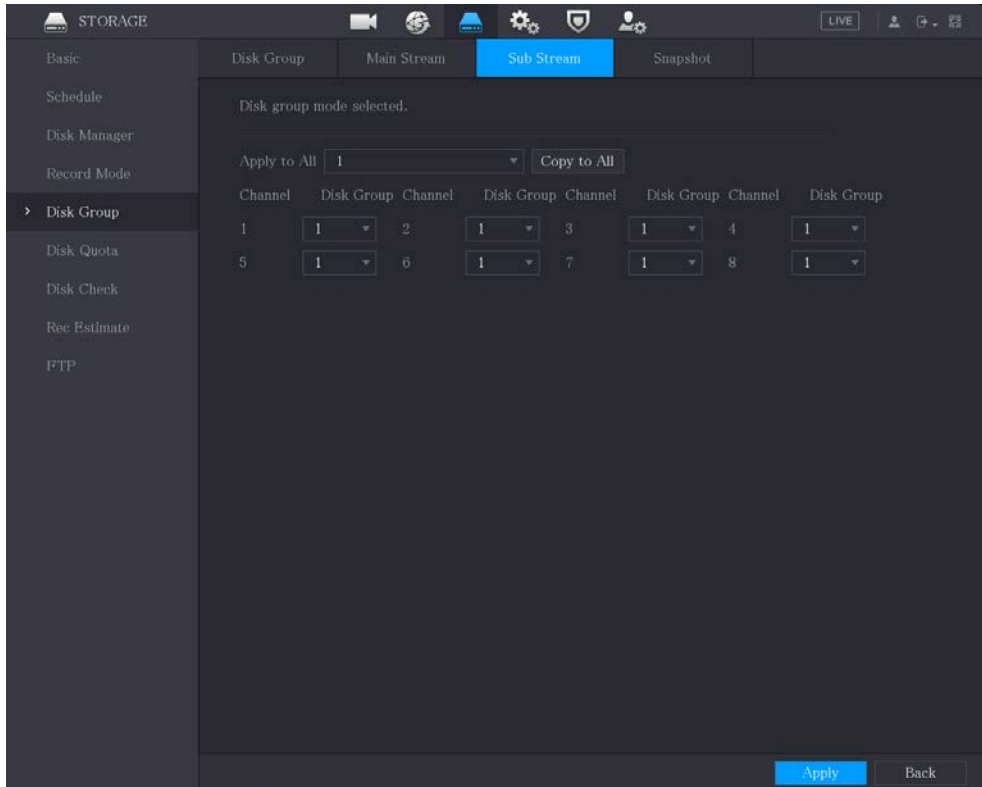 STORAGE LIVE
Basic
Schedule
Disk Manager
Record Mode
Disk Group
Disk Quota
Disk Check
Rec Estimate
FTP
Disk Group Main Stream Sub Stream Snapshot
Disk group mode selected.
Apply to All 1 Copy to All
Channel Disk Group Channel Disk Group Channel Disk Group Channel Disk Group
1 1 2 1 3 1 4 1
5 1 6 1 7 1 8 1
Apply Back